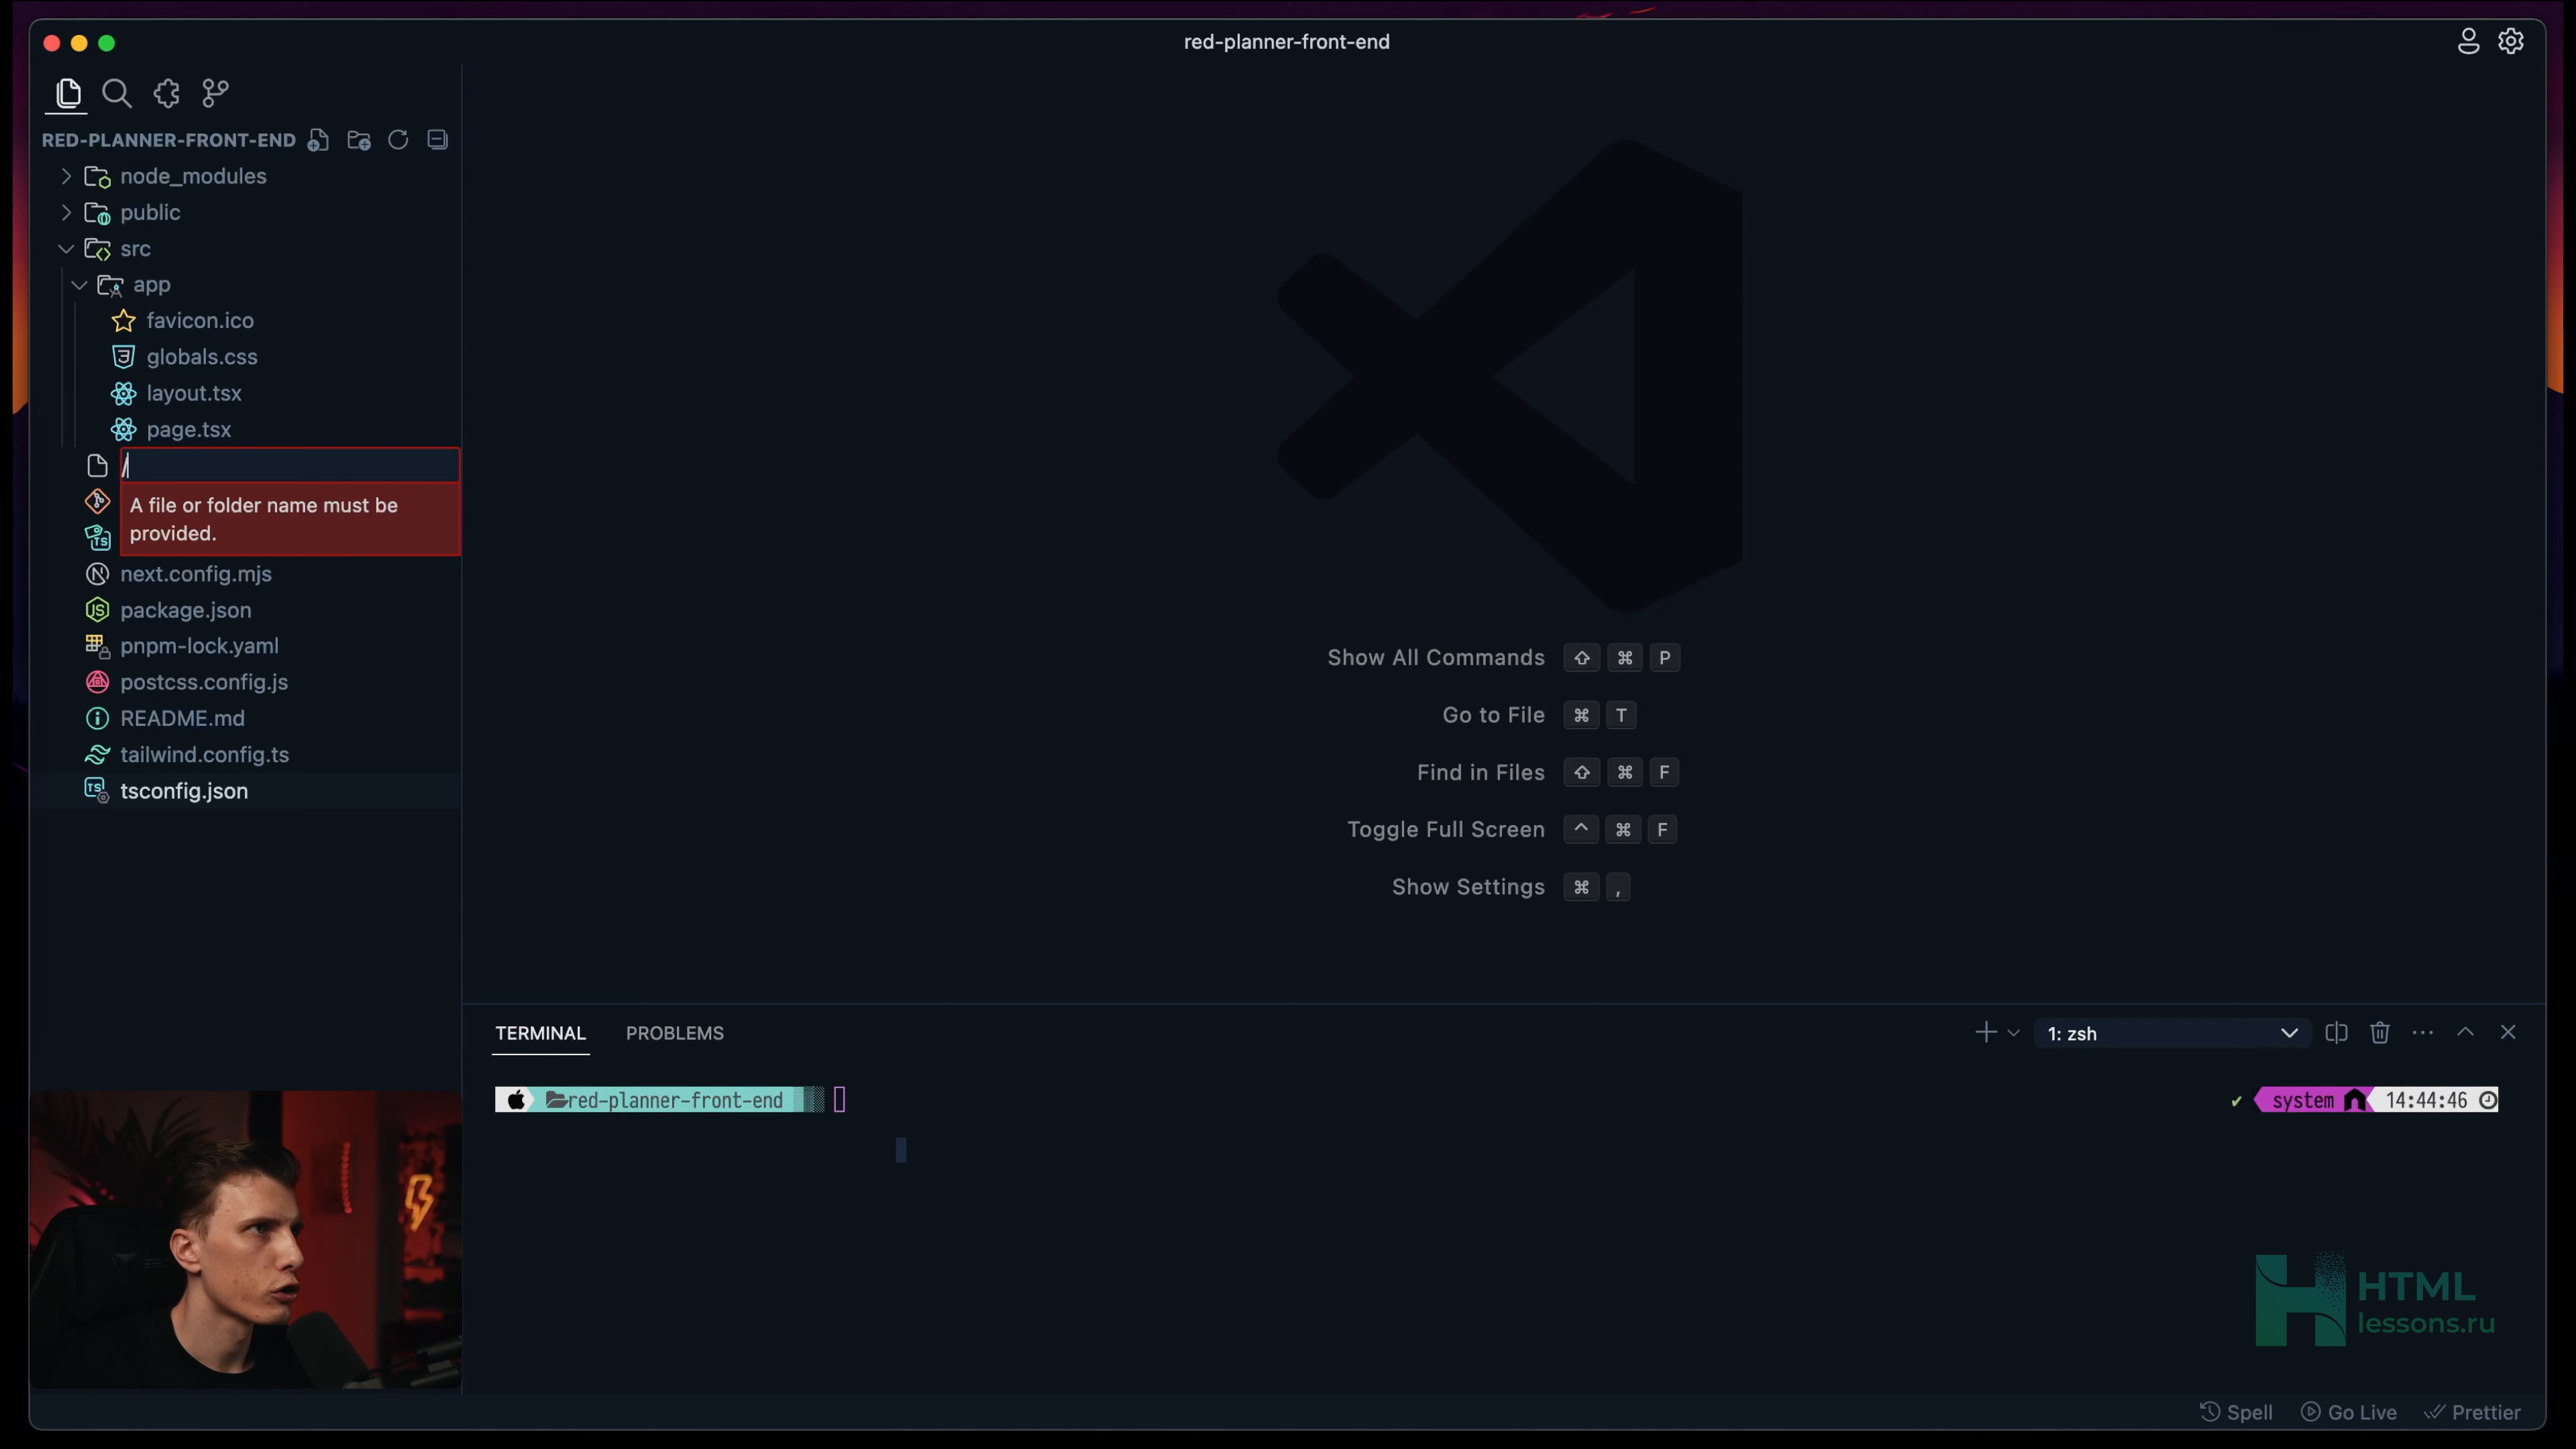 red-planner-front-end
RED-PLANNER-FRONT-END
node_modules
public
src
app
favicon.ico
globals.css
layout.tsx
page.tsx
/
A file or folder name must be
provided.
next.config.mjs
package.json
pnpm-lock.yaml
postcss.config.js
README.md
tailwind.config.ts
tsconfig.json
Show All Commands ⇧ ⌘ P
Go to File ⌘ T
Find in Files ⇧ ⌘ F
Toggle Full Screen ^ ⌘ F
Show Settings ⌘ ,
TERMINAL PROBLEMS
1: zsh
red-planner-front-end
system 14:44:46
HTML
lessons.ru
Spell Go Live Prettier